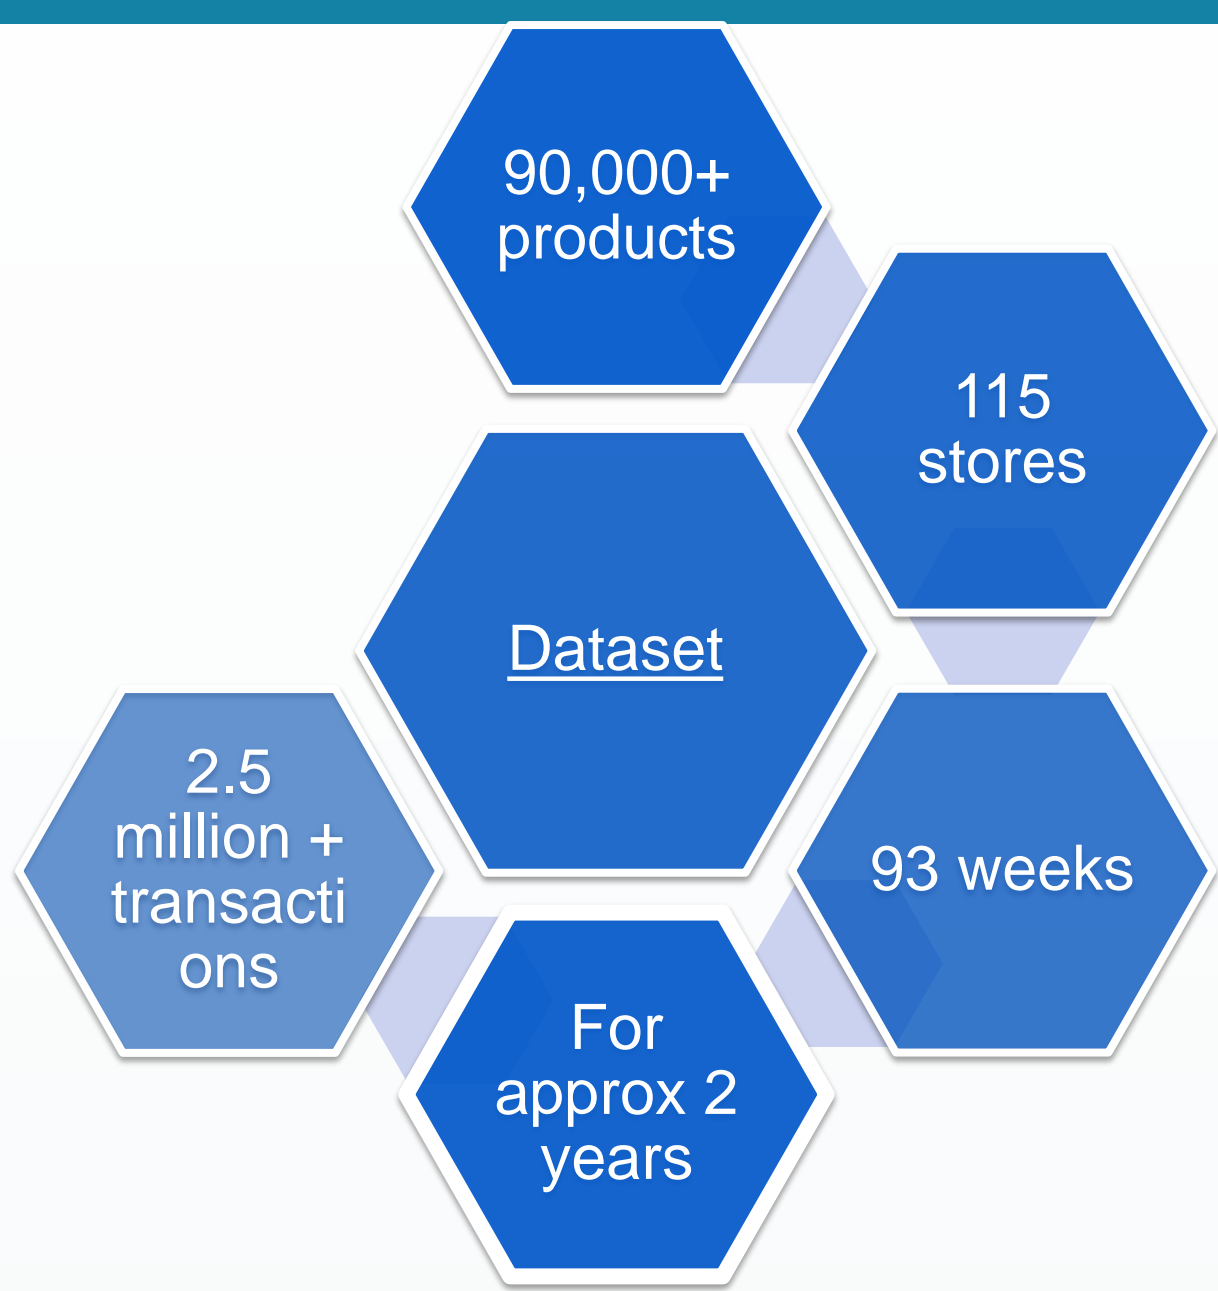 90,000+
products
115
stores
Dataset
93 weeks
2.5
million +
transacti
ons
For
approx 2
years